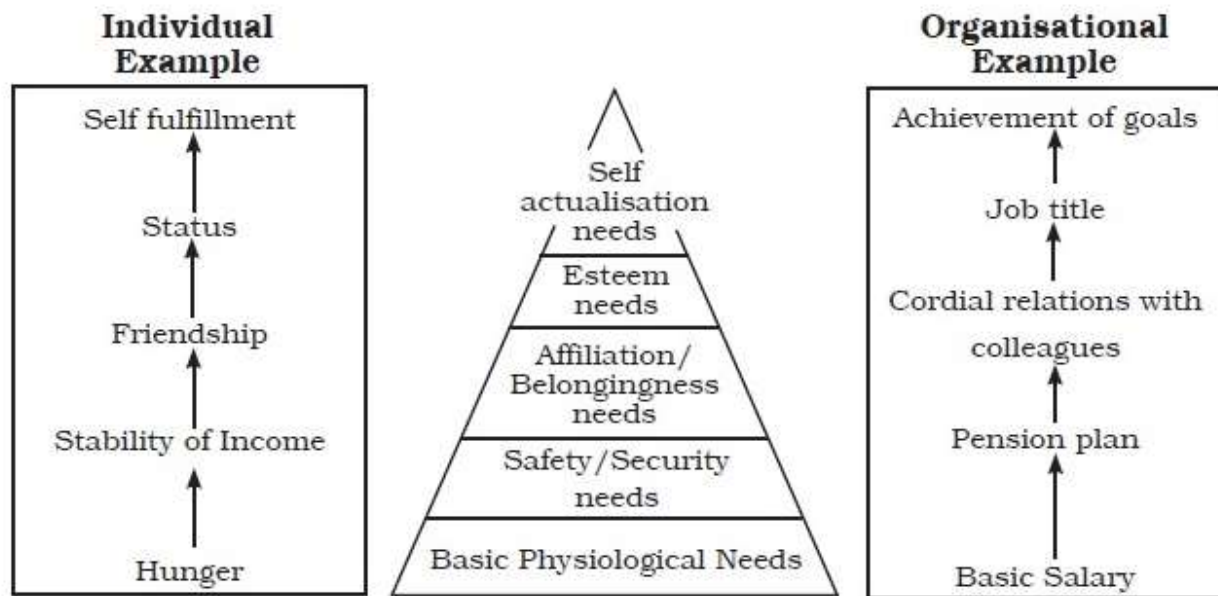 Individual
Example
Self fulfillment
Status
Friendship
Stability of Income
Hunger
Self
actualisation
needs
Esteem
needs
Affiliation/
Belongingness
needs
Safety/Security
needs
Basic Physiological Needs
Organisational
Example
Achievement of goals
Job title
Cordial relations with
colleagues
Pension plan
Basic Salary